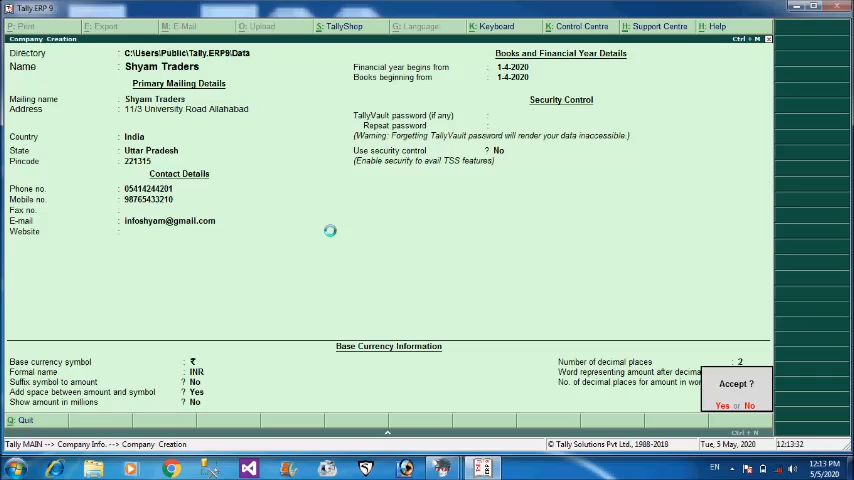 Tally.ERP 9
P: Print E: Export M: E-Mail O: Upload S: TallyShop G: Language K: Keyboard K: Control Centre H: Support Centre H: Help
Company Creation Ctrl + M
Directory : C:\Users\Public\Tally.ERP9\Data
Name : Shyam Traders
Primary Mailing Details
Mailing name : Shyam Traders
Address : 11/3 University Road Allahabad
Country : India
State : Uttar Pradesh
Pincode : 221315
Contact Details
Phone no. : 05414244201
Mobile no. : 98765433210
Fax no. :
E-mail : infoshyam@gmail.com
Website :
Books and Financial Year Details
Financial year begins from : 1-4-2020
Books beginning from : 1-4-2020
Security Control
TallyVault password (if any) :
Repeat password :
(Warning: Forgetting TallyVault password will render your data inaccessible.)
Use security control ? No
(Enable security to avail TSS features)
Base Currency Information
Base currency symbol : ₹
Formal name : INR
Suffix symbol to amount ? No
Add space between amount and symbol ? Yes
Show amount in millions ? No
Number of decimal places : 2
Word representing amount after decima
No. of decimal places for amount in wor
Accept ?
Yes or No
Q: Quit
Ctrl + M
Tally MAIN --> Company Info. --> Company Creation © Tally Solutions Pvt Ltd., 1988-2018 Tue, 5 May, 2020 12:13:32
EN 12:13 PM
5/5/2020